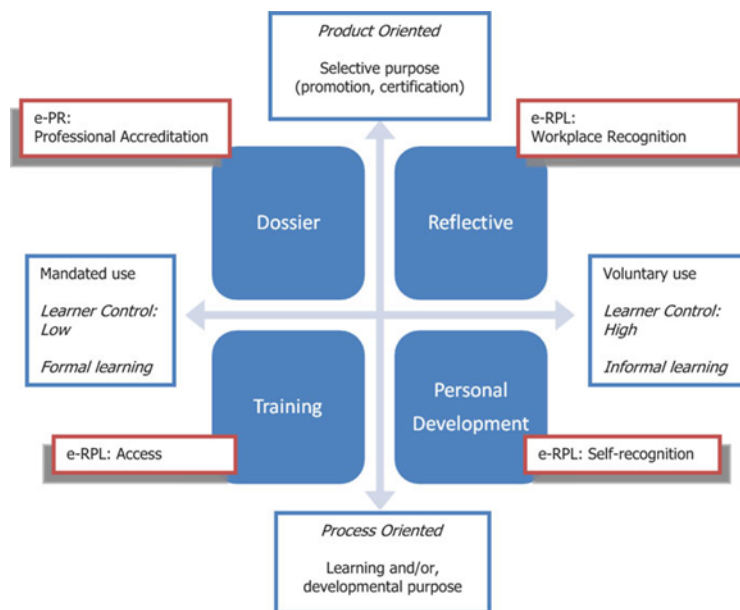 Product Oriented
Selective purpose
(promotion, certification)
e-PR:
Professional Accreditation
e-RPL:
Workplace Recognition
Dossier
Reflective
Mandated use
Learner Control:
Low
Formal learning
Voluntary use
Learner Control:
High
Informal learning
Training
Personal
Development
e-RPL: Access
e-RPL: Self-recognition
Process Oriented
Learning and/or,
developmental purpose